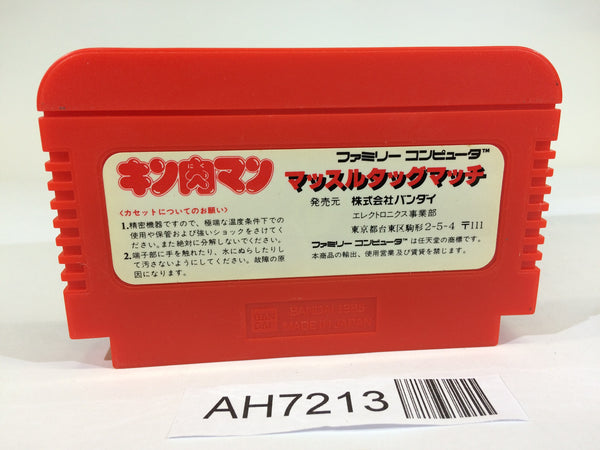 キン肉マン
ファミリー コンピュータ™
マッスルタッグマッチ
発売元 株式会社バンダイ
エレクトロニクス事業部
東京都台東区駒形2-5-4 〒111
ファミリー コンピュータ™ は任天堂の商標です。
本商品の輸出、使用営業及び賃貸を禁じます。
〈カセットについてのお願い〉
1.精密機器ですので、極端な温度条件下での
使用や保管および強いショックをさけてく
ださい。また絶対に分解しないでください。
2.端子部に手を触れたり、水にぬらしたりし
て汚さないようにしてください。故障の原
因になります。
BAN
DAI
BANDAI 1985
MADE IN JAPAN
AH7213